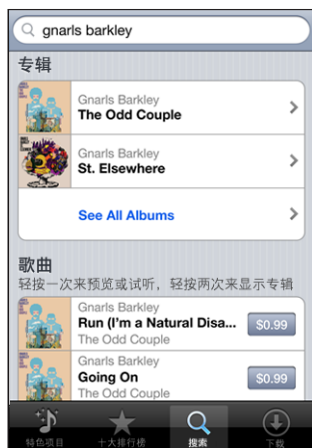 gnarls barkley
专辑
Gnarls Barkley
The Odd Couple
Gnarls Barkley
St. Elsewhere
See All Albums
歌曲
轻按一次来预览或试听，轻按两次来显示专辑
Gnarls Barkley
Run (I'm a Natural Disa...
$0.99
The Odd Couple
Gnarls Barkley
Going On
$0.99
The Odd Couple
特色项目 十大排行榜 搜索 下载